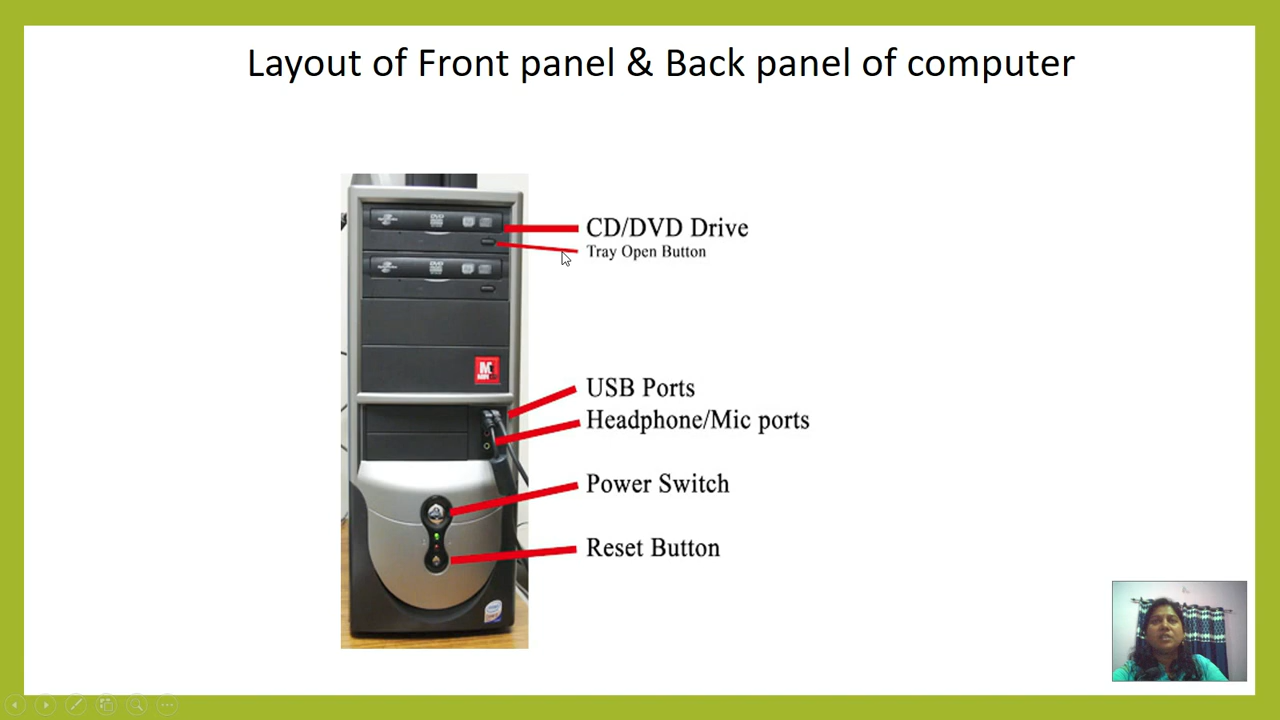 Layout of Front panel & Back panel of computer
CD/DVD Drive
Tray Open Button
USB Ports
Headphone/Mic ports
Power Switch
Reset Button